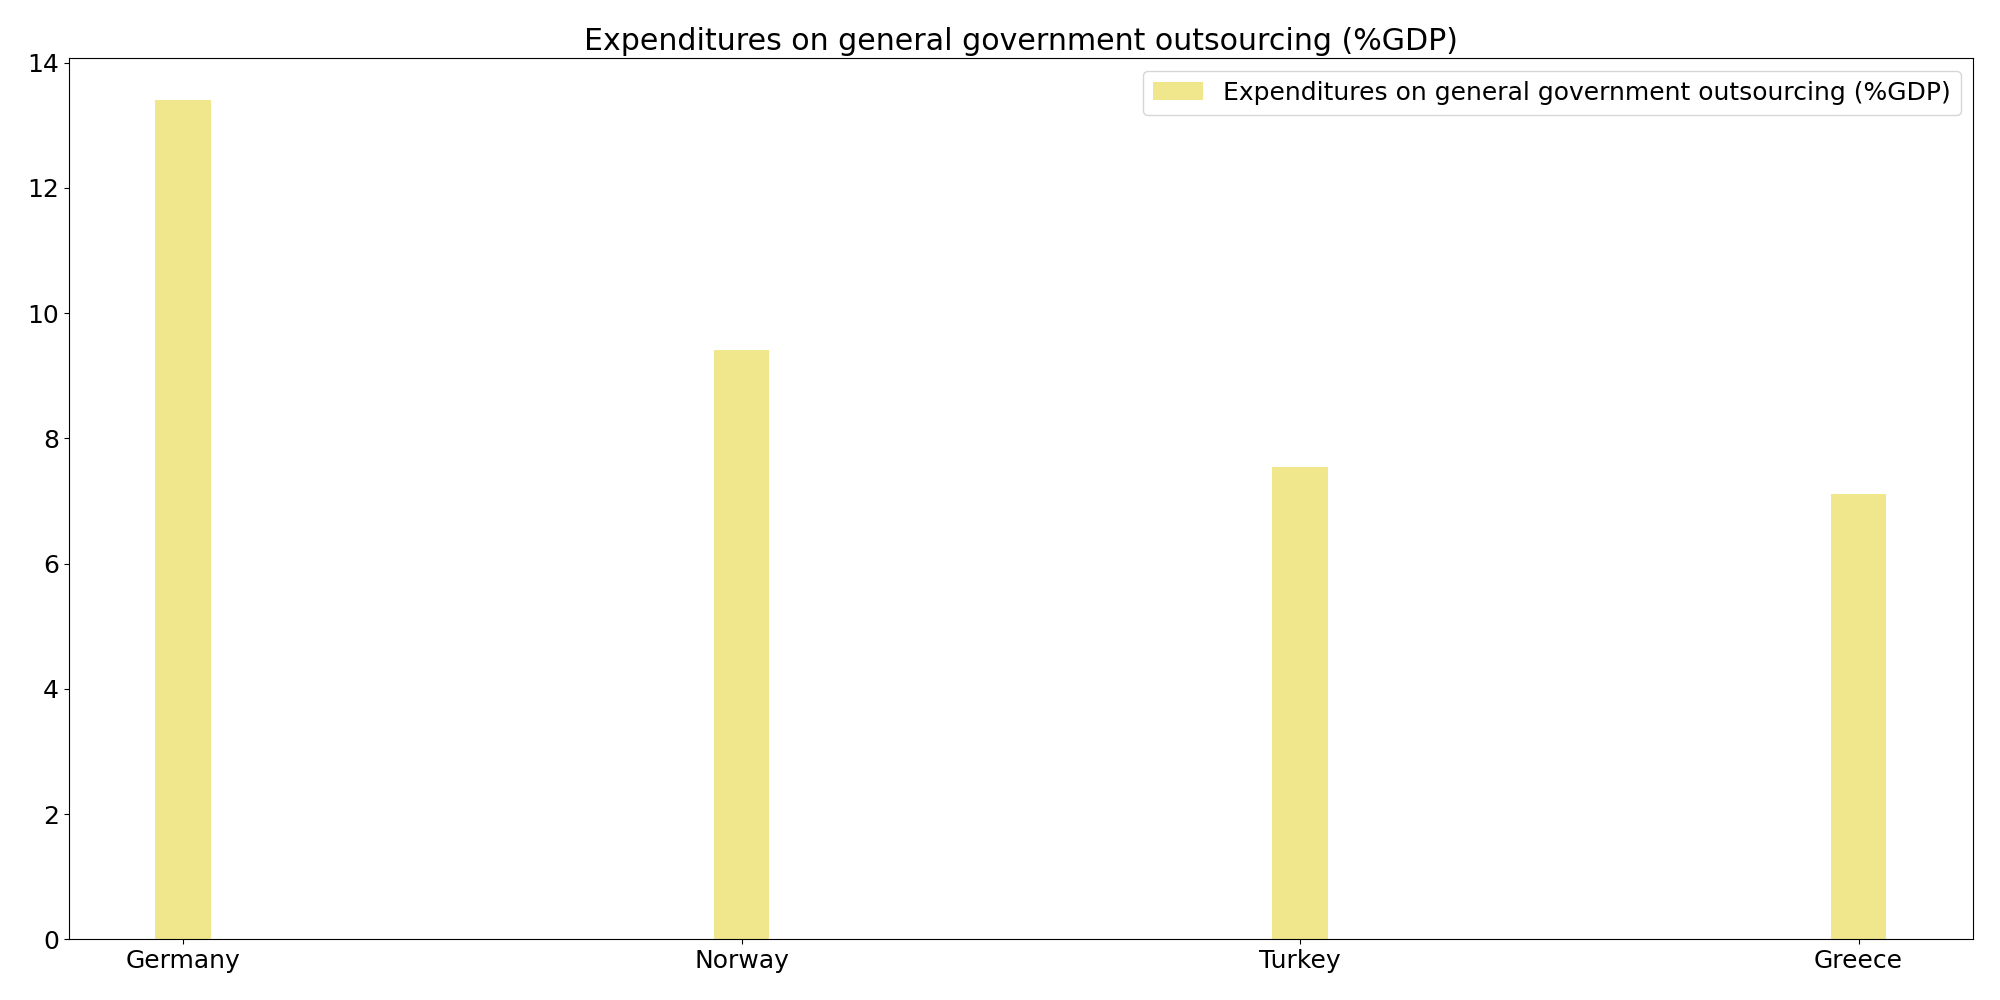 Expenditures on general government outsourcing (%GDP)
Expenditures on general government outsourcing (%GDP)
14
12
10
8
6
4
2
0
Germany Norway Turkey Greece